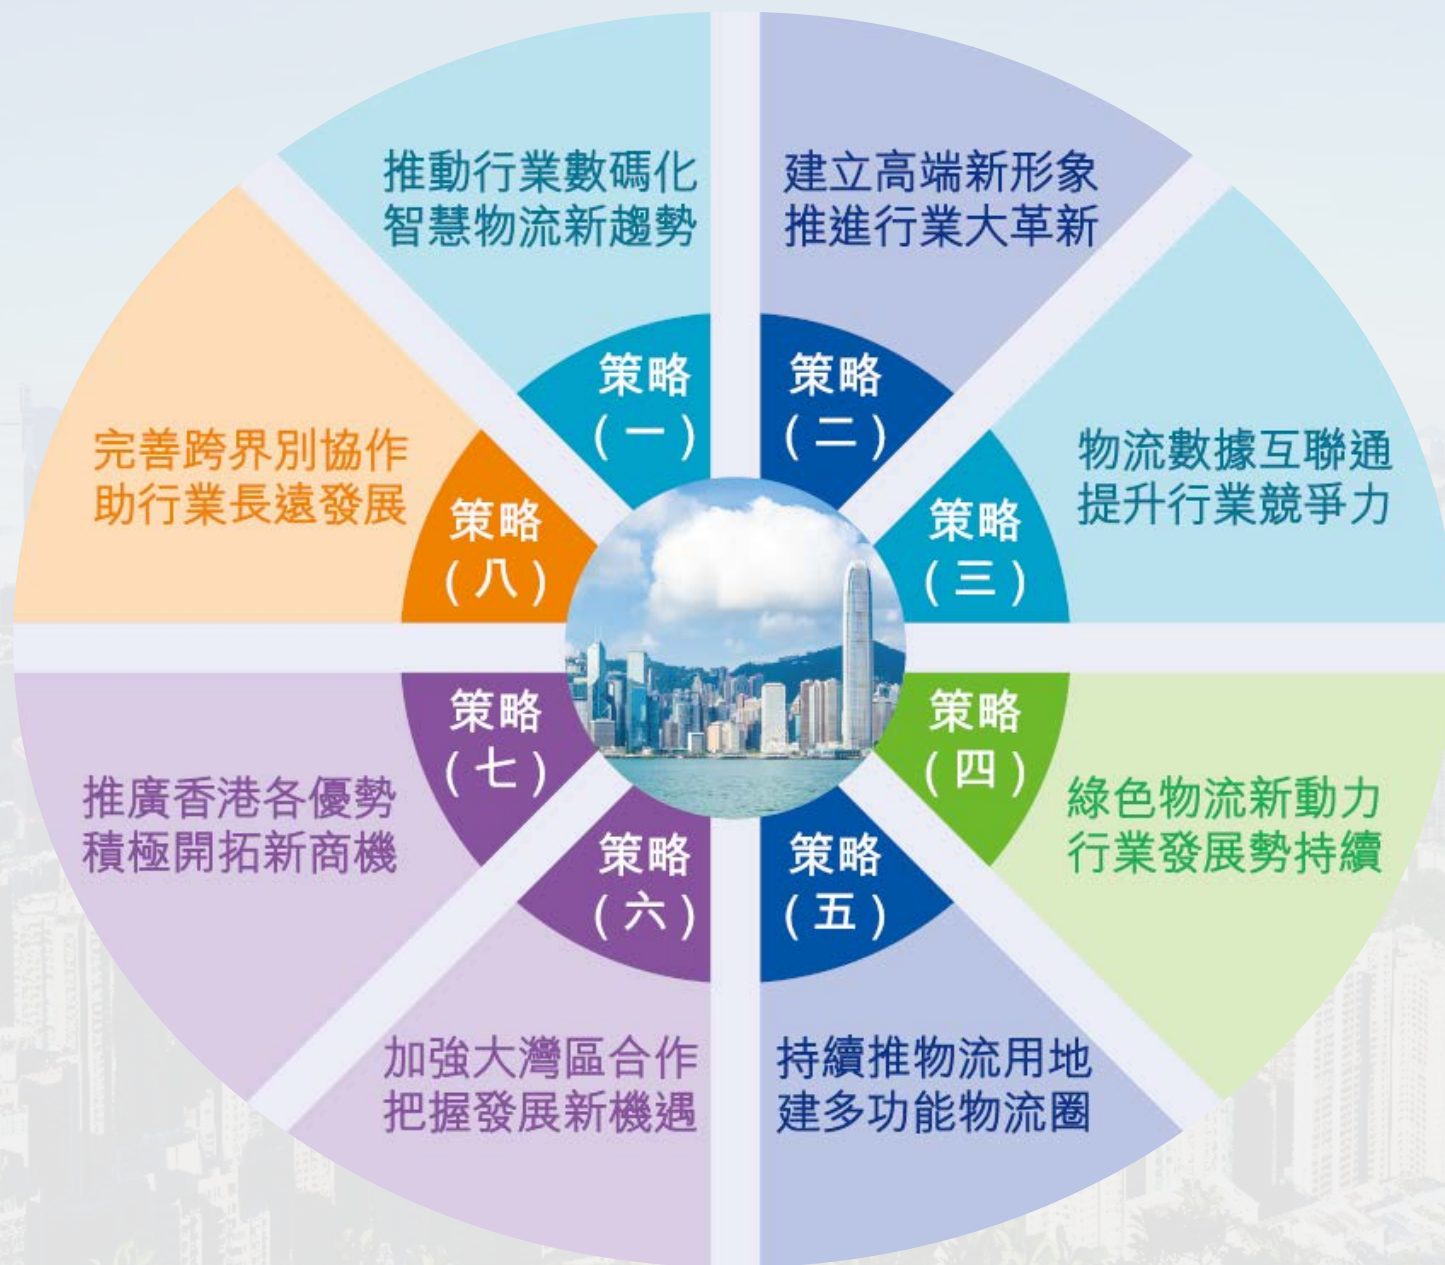 推動行業數碼化
智慧物流新趨勢
策略
(一)
建立高端新形象
推進行業大革新
策略
(二)
物流數據互聯通
提升行業競爭力
策略
(三)
綠色物流新動力
行業發展勢持續
策略
(四)
持續推物流用地
建多功能物流圈
策略
(五)
加強大灣區合作
把握發展新機遇
策略
(六)
推廣香港各優勢
積極開拓新商機
策略
(七)
完善跨界別協作
助行業長遠發展
策略
(八)